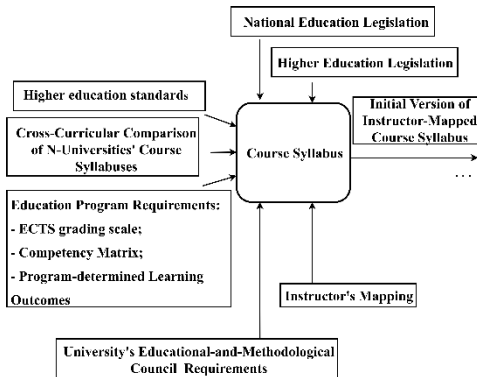 National Education Legislation
Higher Education Legislation
Higher education standards
Initial Version of
Instructor-Mapped
Course Syllabus
Cross-Curricular Comparison
of N-Universitics' Course
Syllabuses
Course Syllabus
...
Education Program Requirements:
- ECTS grading scale;
- Competency Matrix;
- Program-determined Learning
Outcomes
Instructor's Mapping
University's Educational-and-Methodological
Council Requirements